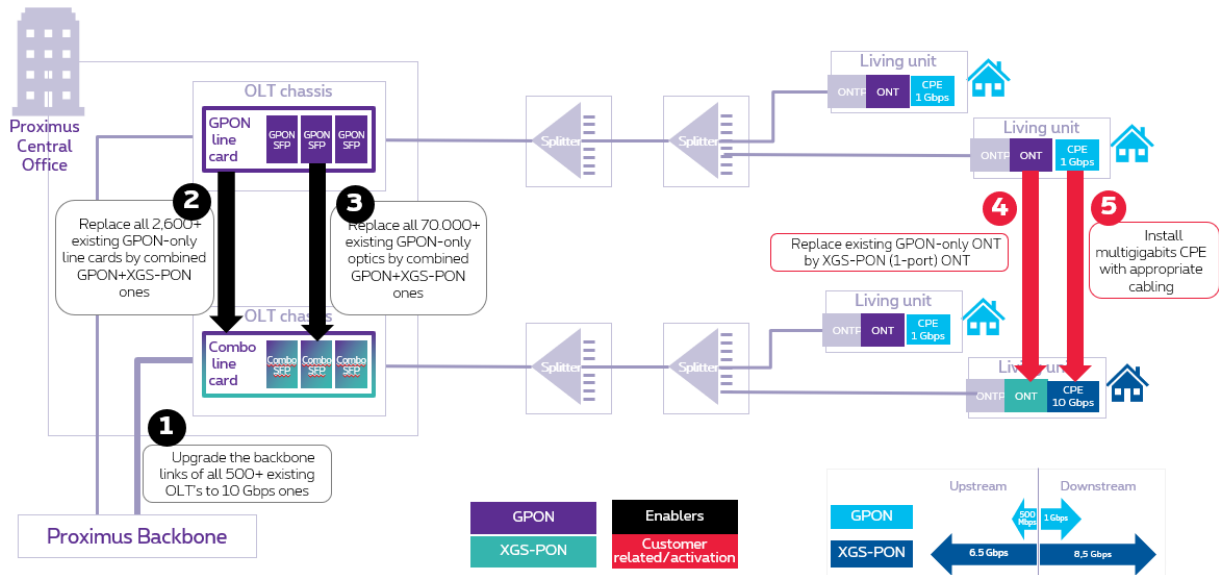 Proximus
Central
Office
OLT chassis
GPON
line
card
GPON
SFP
GPON
SFP
GPON
SFP
Splitter
Splitter
Living unit
ONTP
ONT
CPE
1 Gbps
Living unit
ONTP
ONT
CPE
1 Gbps
2
Replace all 2,600+
existing GPON-only
line cards by combined
GPON+XGS-PON
ones
3
Replace all 70.000+
existing GPON-only
optics by combined
GPON+XGS-PON
ones
4
Replace existing GPON-only ONT
by XGS-PON (1-port) ONT
5
Install
multigigabits CPE
with appropriate
cabling
OLT chassis
Combo
line
card
Combo
SFP
Combo
SFP
Combo
SFP
Splitter
Splitter
Living unit
ONTP
ONT
CPE
1 Gbps
Living unit
ONTP
ONT
CPE
10 Gbps
1
Upgrade the backbone
links of all 500+ existing
OLT's to 10 Gbps ones
Proximus Backbone
GPON
XGS-PON
Enablers
Customer
related/activation
Upstream
Downstream
GPON
500
Mbps
1 Gbps
XGS-PON
6.5 Gbps
8,5 Gbps